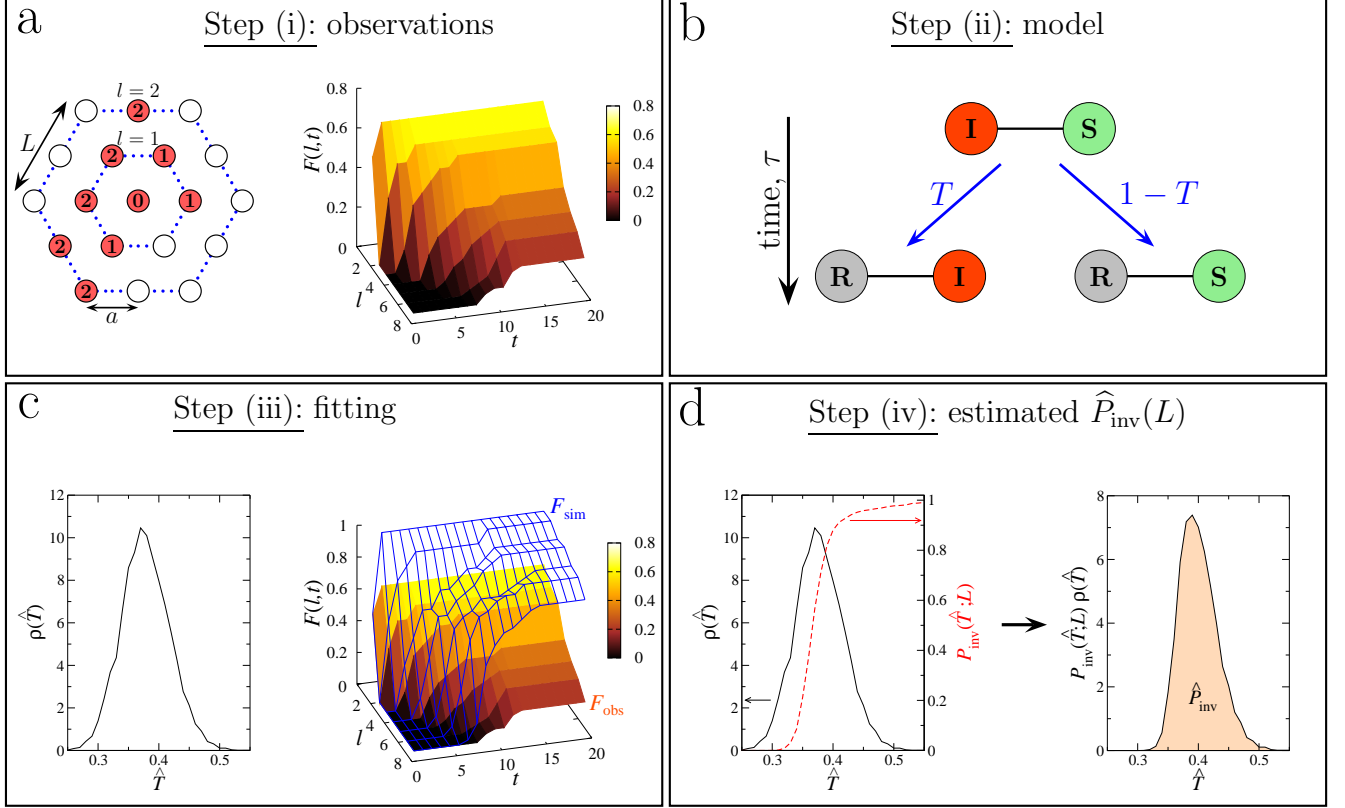 a
Step (i): observations
l = 2
2
L
l = 1
2 1
2 0 1
2 1
2
a
F(l,t)
0.8
0.6
0.4
0.2
0
2
4
6
8
l
0 5 10 15 20
t
0.8
0.6
0.4
0.2
0
b
Step (ii): model
time, τ
I S
T 1 − T
R I R S
c
Step (iii): fitting
ρ(T̂)
12
10
8
6
4
2
0
0.3 0.4 0.5
T̂
F(l,t)
1
0.8
0.6
0.4
0.2
0
2
4
6
8
l
0 5 10 15 20
t
F_sim
F_obs
0.8
0.6
0.4
0.2
0
d
Step (iv): estimated P̂_inv(L)
ρ(T̂)
12
10
8
6
4
2
0
0.3 0.4 0.5
T̂
1
0.8
0.6
0.4
0.2
0
P_inv(T̂;L)
P_inv(T̂;L) ρ(T̂)
8
6
4
2
0
P̂_inv
0.3 0.4 0.5
T̂